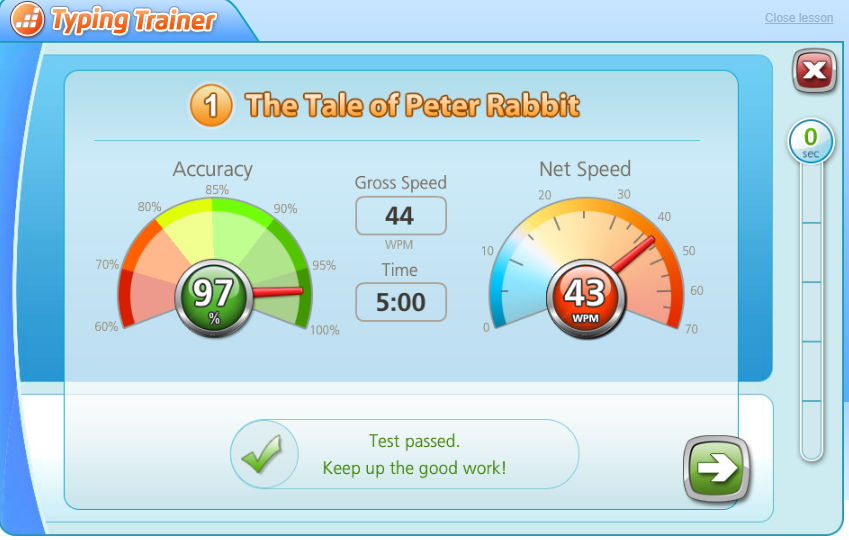 Typing Trainer
Close lesson
1 The Tale of Peter Rabbit
0
sec
Accuracy
60%
70%
80%
85%
90%
95%
100%
97
%
Gross Speed
44
WPM
Time
5:00
Net Speed
0
10
20
30
40
50
60
70
43
WPM
Test passed.
Keep up the good work!